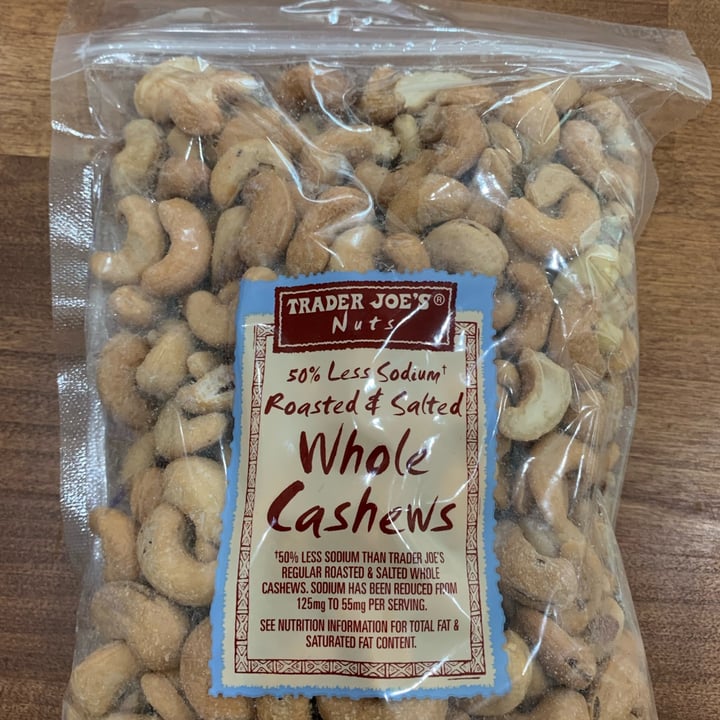 TRADER JOE'S®
Nuts
50% Less Sodium†
Roasted & Salted
Whole
Cashews
†50% LESS SODIUM THAN TRADER JOE'S
REGULAR ROASTED & SALTED WHOLE
CASHEWS. SODIUM HAS BEEN REDUCED FROM
125mg TO 55mg PER SERVING.
SEE NUTRITION INFORMATION FOR TOTAL FAT &
SATURATED FAT CONTENT.